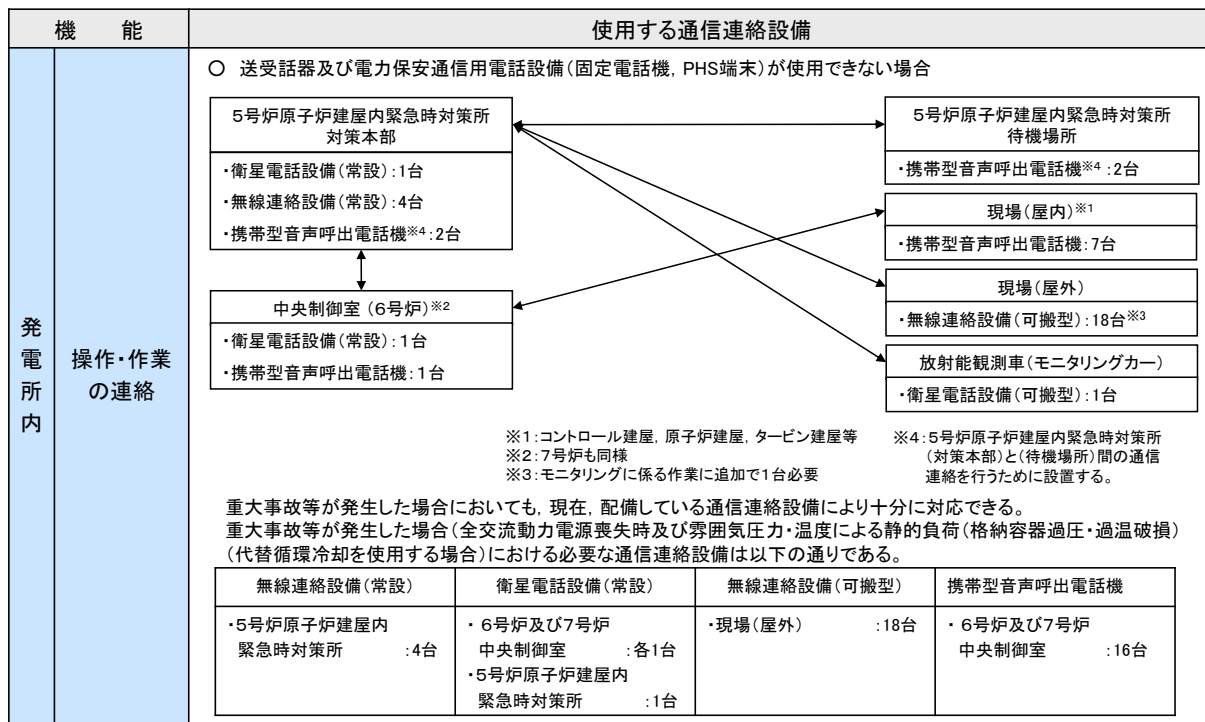 機　能
使用する通信連絡設備
発電所内
操作・作業
の連絡
○ 送受話器及び電力保安通信用電話設備(固定電話機，PHS端末)が使用できない場合
5号炉原子炉建屋内緊急時対策所
対策本部
・衛星電話設備(常設)：1台
・無線連絡設備(常設)：4台
・携帯型音声呼出電話機※4：2台
中央制御室 (6号炉)※2
・衛星電話設備(常設)：1台
・携帯型音声呼出電話機：1台
5号炉原子炉建屋内緊急時対策所
待機場所
・携帯型音声呼出電話機※4：2台
現場(屋内)※1
・携帯型音声呼出電話機：7台
現場(屋外)
・無線連絡設備(可搬型)：18台※3
放射能観測車(モニタリングカー)
・衛星電話設備(可搬型)：1台
※1：コントロール建屋，原子炉建屋，タービン建屋等
※2：7号炉も同様
※3：モニタリングに係る作業に追加で1台必要
※4：5号炉原子炉建屋内緊急時対策所
(対策本部)と(待機場所)間の通信
連絡を行うために設置する。
重大事故等が発生した場合においても，現在，配備している通信連絡設備により十分に対応できる。
重大事故等が発生した場合(全交流動力電源喪失時及び雰囲気圧力・温度による静的負荷(格納容器過圧・過温破損)
(代替循環冷却を使用する場合)における必要な通信連絡設備は以下の通りである。
無線連絡設備(常設)
衛星電話設備(常設)
無線連絡設備(可搬型)
携帯型音声呼出電話機
・5号炉原子炉建屋内
緊急時対策所　：4台
・ 6号炉及び7号炉
中央制御室　：各1台
・5号炉原子炉建屋内
緊急時対策所　：1台
・現場(屋外)　：18台
・ 6号炉及び7号炉
中央制御室　：16台